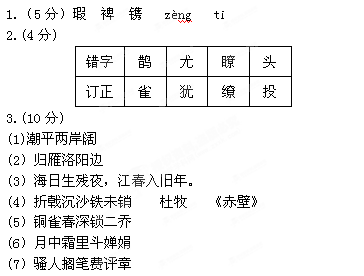 1.（5 分）瑕　裨　镌　zèng　tí
2.(4分)
错字 鹊 尤 瞭 头
订正 雀 犹 缭 投
3.(10 分)
(1)潮平两岸阔
(2) 归雁洛阳边
(3) 海日生残夜，江春入旧年。
(4) 折戟沉沙铁未销　杜牧　《赤壁》
(5) 铜雀春深锁二乔
(6) 月中霜里斗婵娟
(7) 骚人搁笔费评章